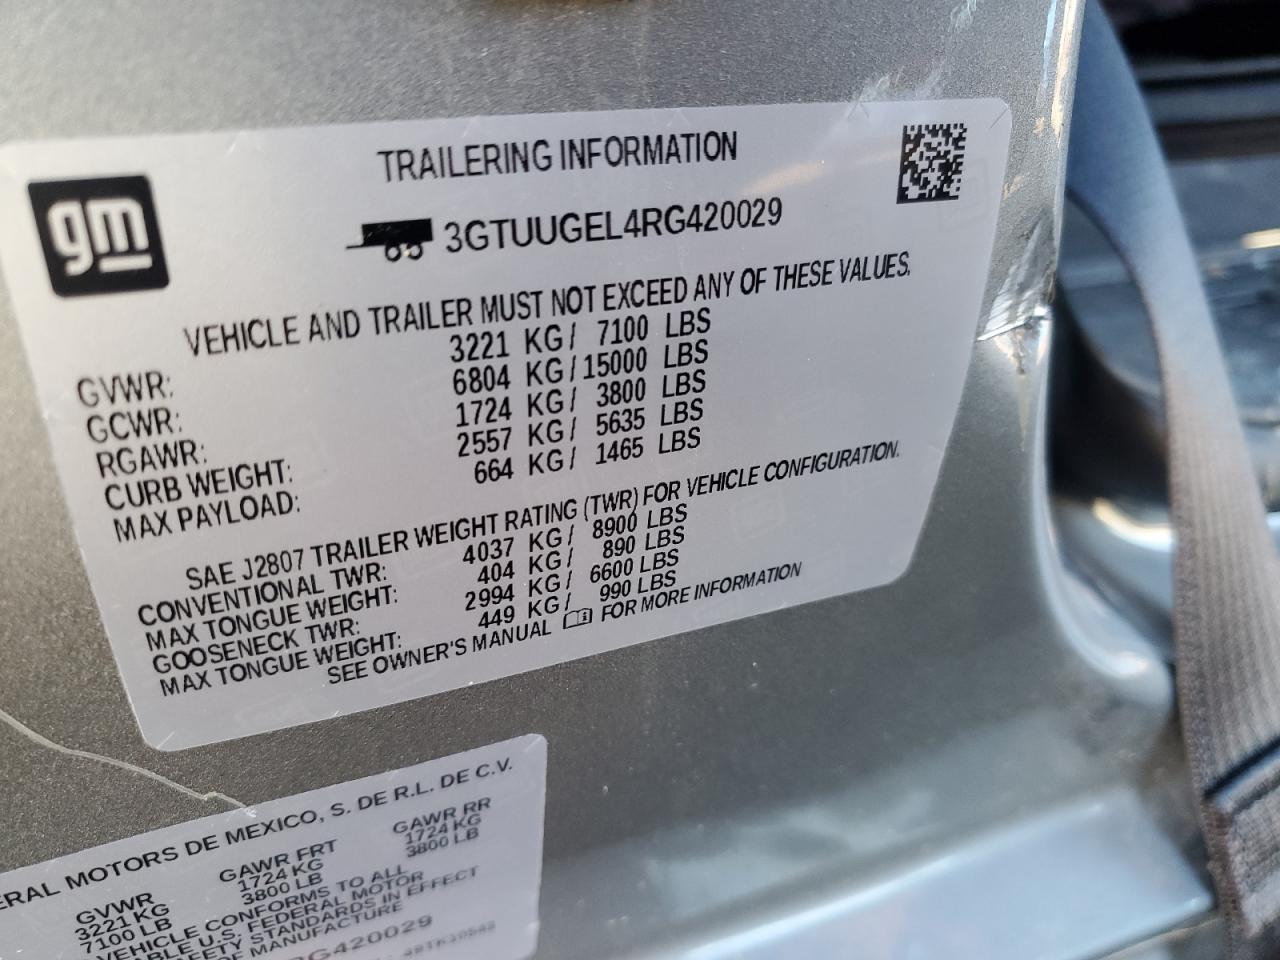 gm
TRAILERING INFORMATION
3GTUUGEL4RG420029
VEHICLE AND TRAILER MUST NOT EXCEED ANY OF THESE VALUES.
GVWR: 3221 KG/ 7100 LBS
GCWR: 6804 KG/15000 LBS
RGAWR: 1724 KG/ 3800 LBS
CURB WEIGHT: 2557 KG/ 5635 LBS
MAX PAYLOAD: 664 KG/ 1465 LBS
SAE J2807 TRAILER WEIGHT RATING (TWR) FOR VEHICLE CONFIGURATION.
CONVENTIONAL TWR: 4037 KG/ 8900 LBS
MAX TONGUE WEIGHT: 404 KG/ 890 LBS
GOOSENECK TWR: 2994 KG/ 6600 LBS
MAX TONGUE WEIGHT: 449 KG/ 990 LBS
SEE OWNER'S MANUAL FOR MORE INFORMATION
ERAL MOTORS DE MEXICO, S. DE R.L. DE C.V.
GVWR GAWR FRT GAWR RR
3221 KG 1724 KG 1724 KG
7100 LB 3800 LB 3800 LB
VEHICLE CONFORMS TO ALL
ABLE U.S. FEDERAL MOTOR
AFETY STANDARDS IN EFFECT
OF MANUFACTURE
RG420029